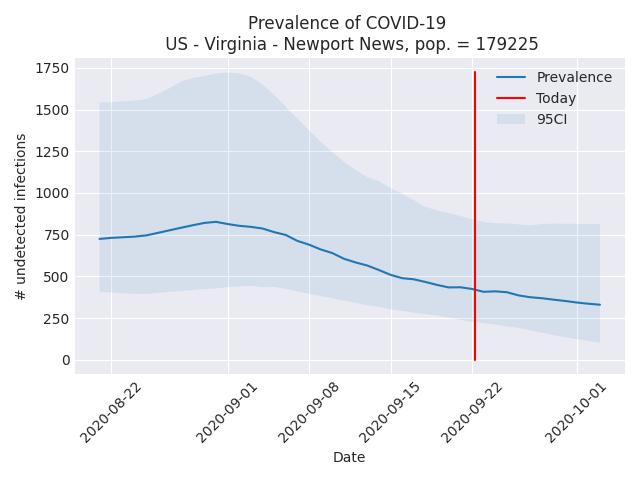 Prevalence of COVID-19
US - Virginia - Newport News, pop. = 179225
1750
1500
1250
1000
750
500
250
0
# undetected infections
Prevalence
Today
95CI
2020-08-22
2020-09-01
2020-09-08
2020-09-15
2020-09-22
2020-10-01
Date